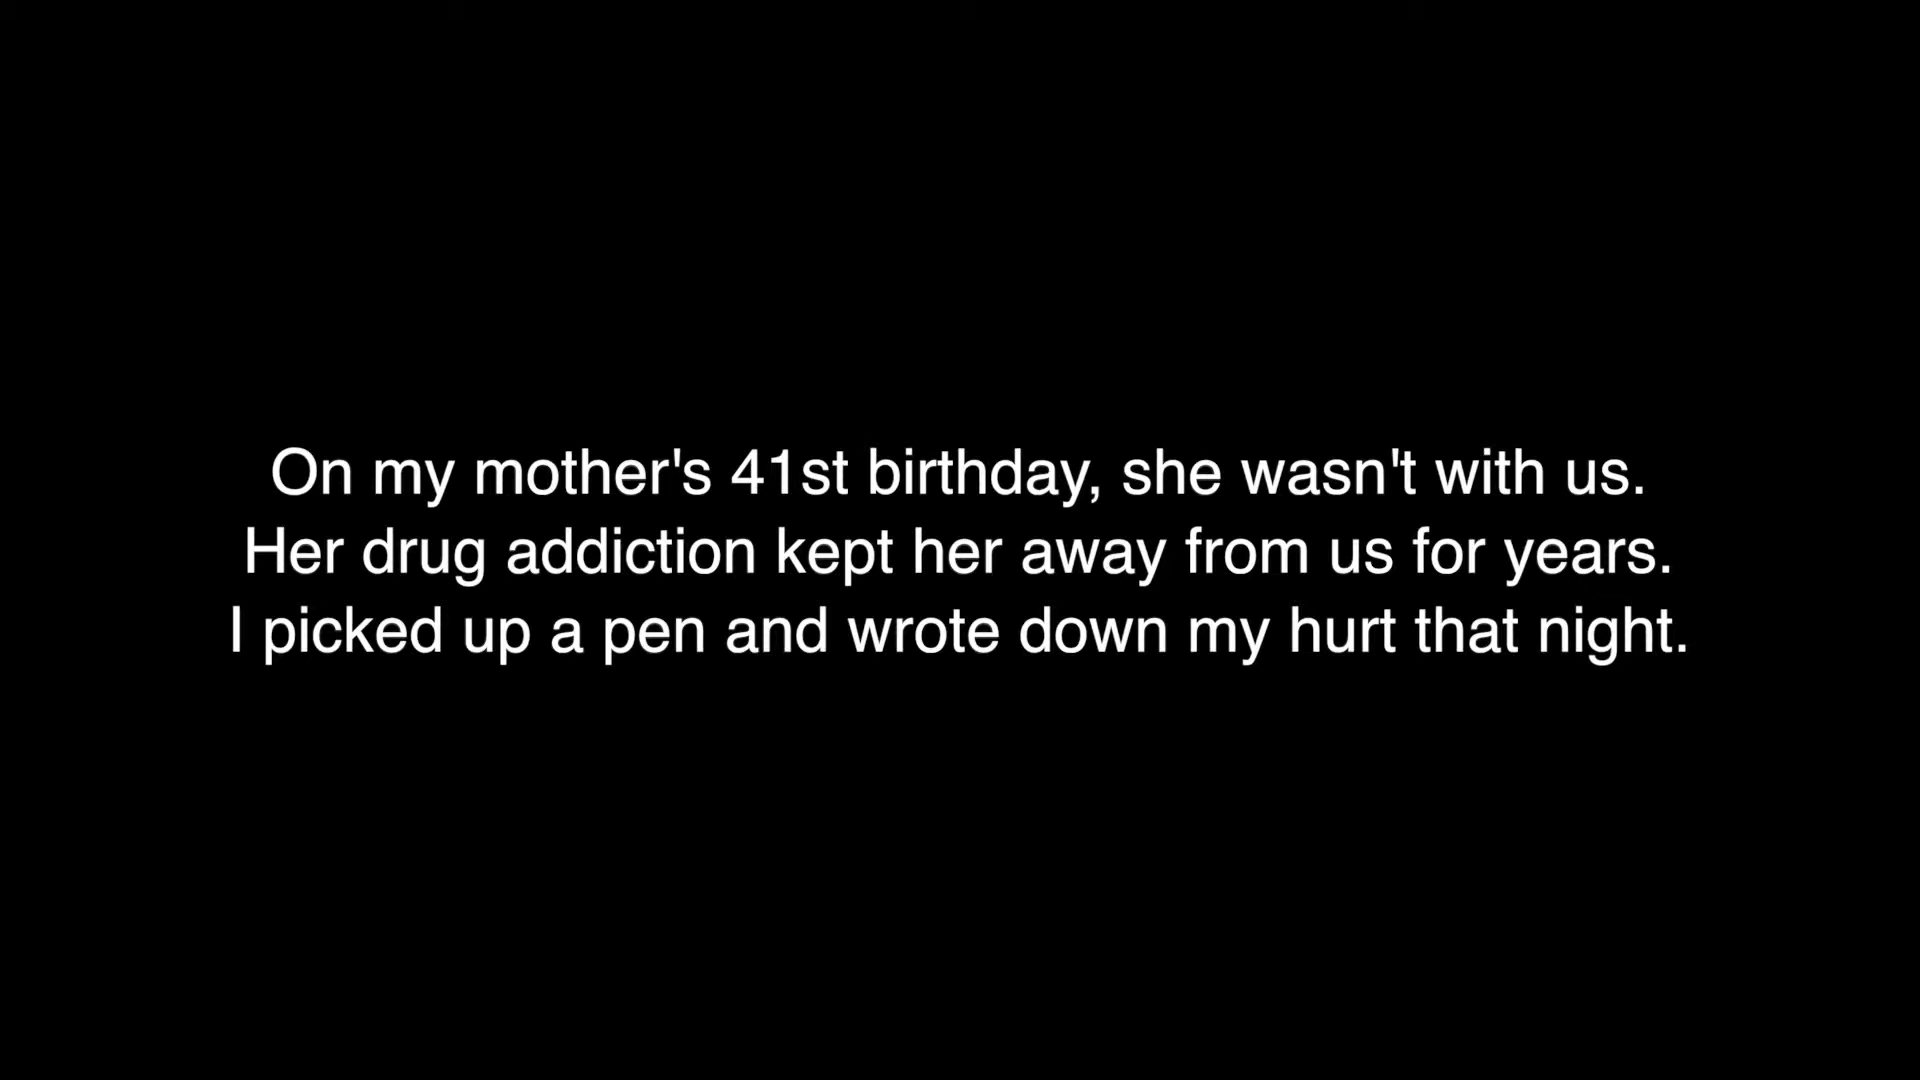 On my mother's 41st birthday, she wasn't with us.
Her drug addiction kept her away from us for years.
I picked up a pen and wrote down my hurt that night.